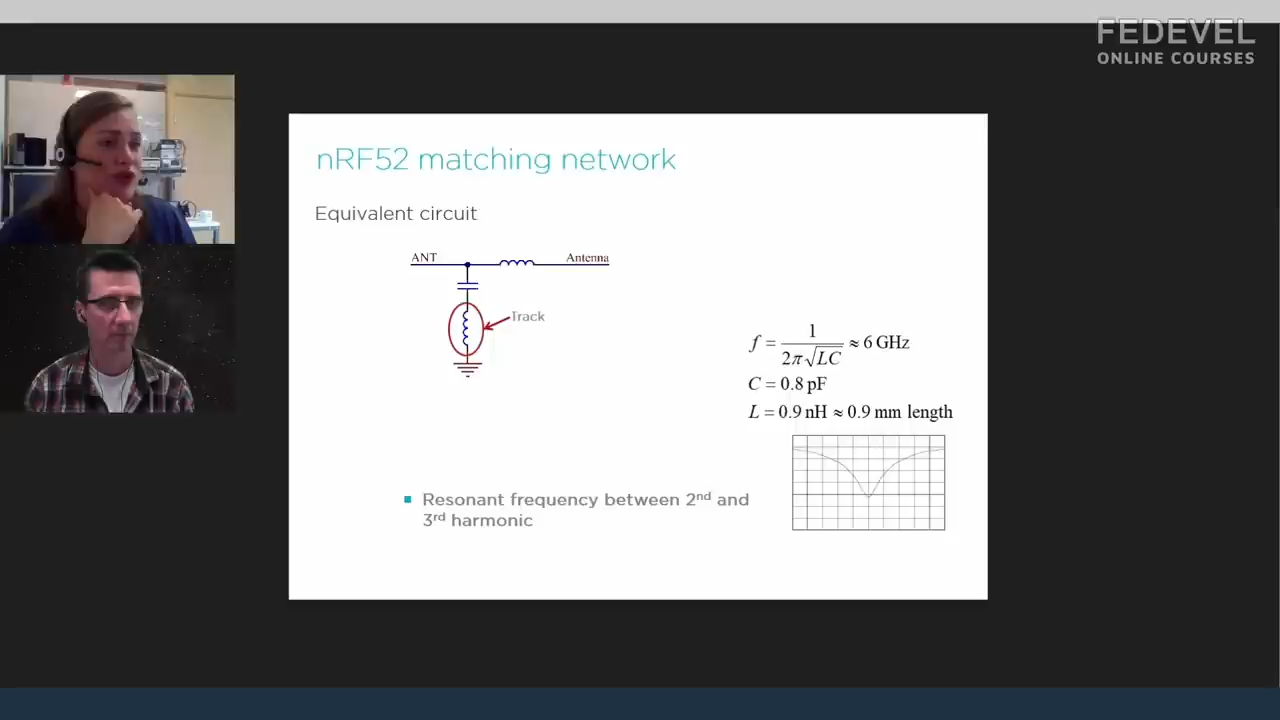 FEDEVEL
ONLINE COURSES
nRF52 matching network
Equivalent circuit
ANT
Antenna
Track
f = 1 / 2π√LC ≈ 6 GHz
C = 0.8 pF
L = 0.9 nH ≈ 0.9 mm length
Resonant frequency between 2nd and
3rd harmonic